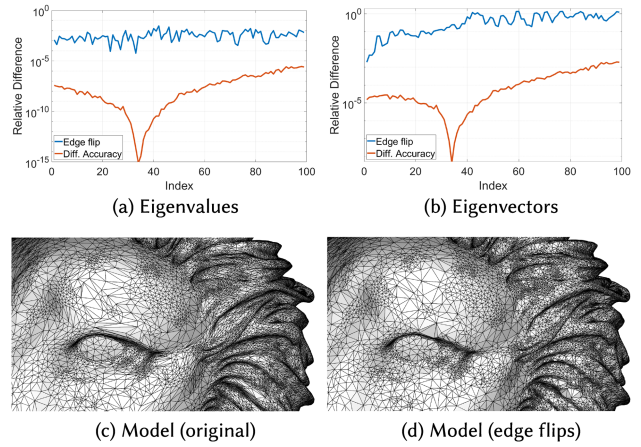 10^0
10^-5
10^-10
10^-15
Relative Difference
Edge flip
Diff. Accuracy
0 20 40 60 80 100
Index
(a) Eigenvalues
10^0
10^-5
Relative Difference
Edge flip
Diff. Accuracy
0 20 40 60 80 100
Index
(b) Eigenvectors
(c) Model (original)
(d) Model (edge flips)